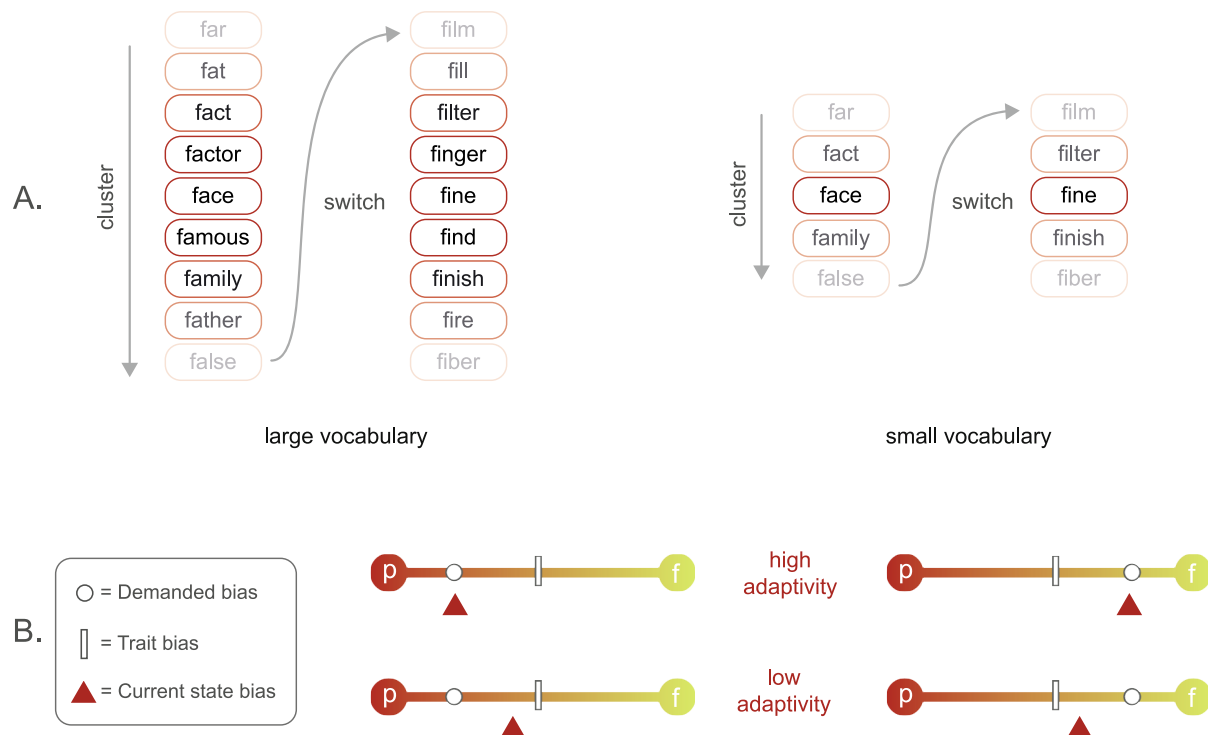 A.
cluster
far
fat
fact
factor
face
famous
family
father
false
switch
film
fill
filter
finger
fine
find
finish
fire
fiber
large vocabulary
cluster
far
fact
face
family
false
switch
film
filter
fine
finish
fiber
small vocabulary
B.
= Demanded bias
= Trait bias
= Current state bias
p
f
high
adaptivity
p
f
p
f
low
adaptivity
p
f